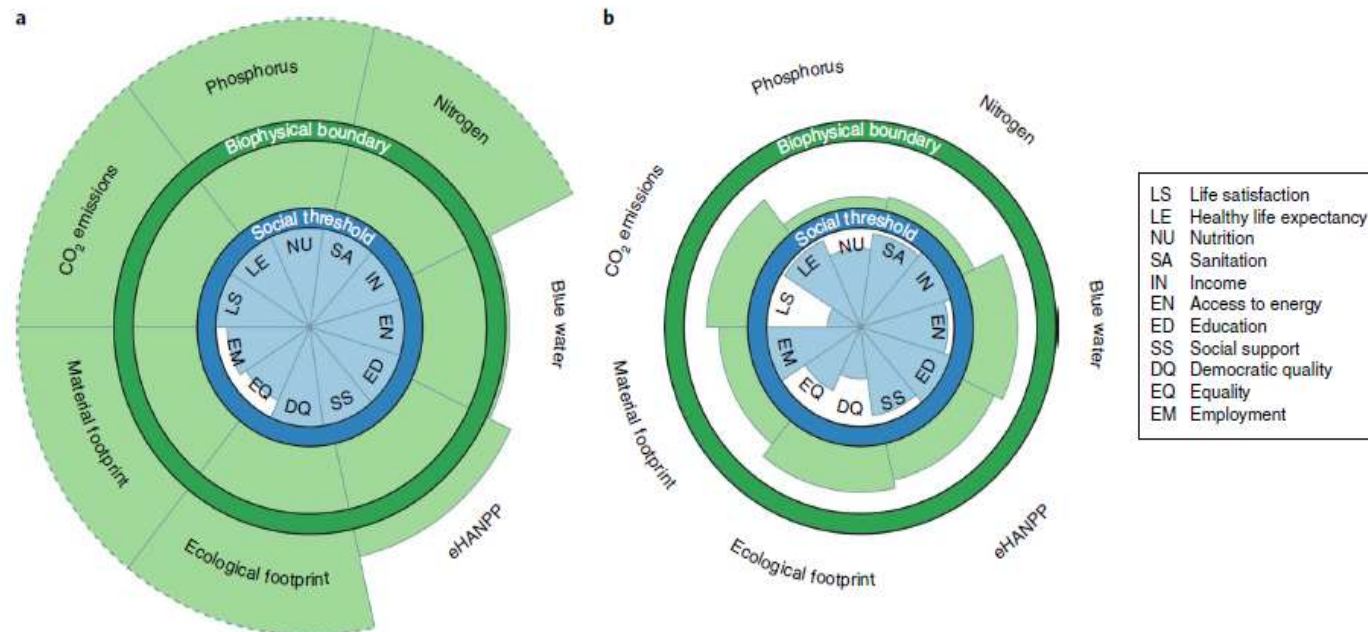 a
Phosphorus
Nitrogen
CO₂ emissions
Biophysical boundary
Social threshold
LS
LE
NU
SA
IN
EN
ED
SS
DQ
EQ
EM
Blue water
Material footprint
Ecological footprint
eHANPP
b
Phosphorus
Nitrogen
CO₂ emissions
Biophysical boundary
Social threshold
LS
LE
NU
SA
IN
EN
ED
SS
DQ
EQ
EM
Blue water
Material footprint
Ecological footprint
eHANPP
LS Life satisfaction
LE Healthy life expectancy
NU Nutrition
SA Sanitation
IN Income
EN Access to energy
ED Education
SS Social support
DQ Democratic quality
EQ Equality
EM Employment